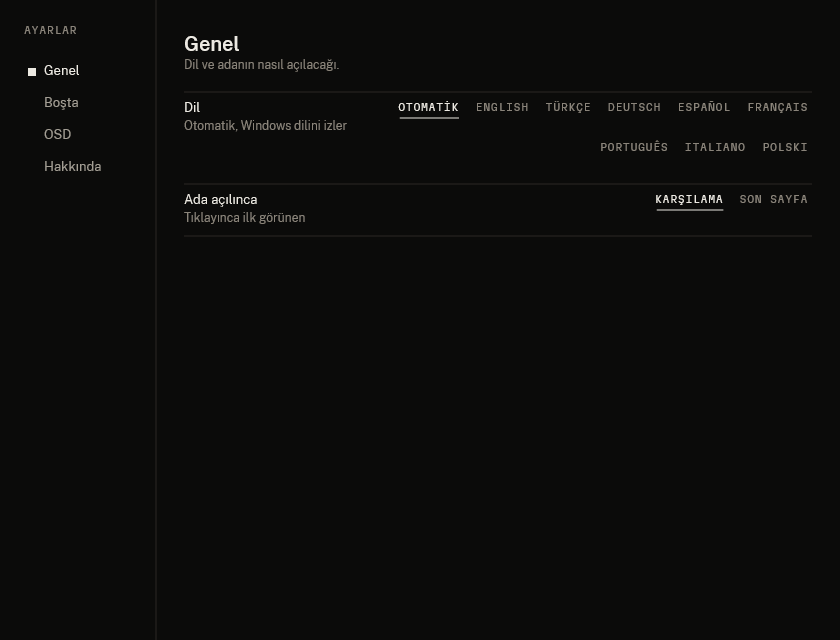 AYARLAR
Genel
Boşta
OSD
Hakkında
Genel
Dil ve adanın nasıl açılacağı.
Dil
Otomatik, Windows dilini izler
OTOMATİK ENGLISH TÜRKÇE DEUTSCH ESPAÑOL FRANÇAIS
PORTUGUÊS ITALIANO POLSKI
Ada açılınca
Tıklayınca ilk görünen
KARŞILAMA SON SAYFA